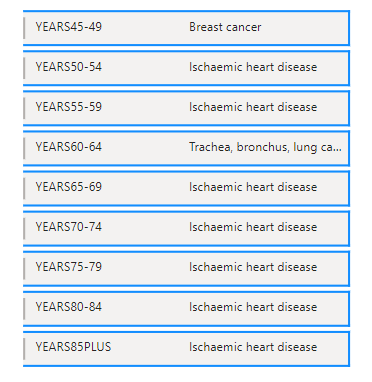 YEARS45-49 Breast cancer
YEARS50-54 Ischaemic heart disease
YEARS55-59 Ischaemic heart disease
YEARS60-64 Trachea, bronchus, lung ca...
YEARS65-69 Ischaemic heart disease
YEARS70-74 Ischaemic heart disease
YEARS75-79 Ischaemic heart disease
YEARS80-84 Ischaemic heart disease
YEARS85PLUS Ischaemic heart disease